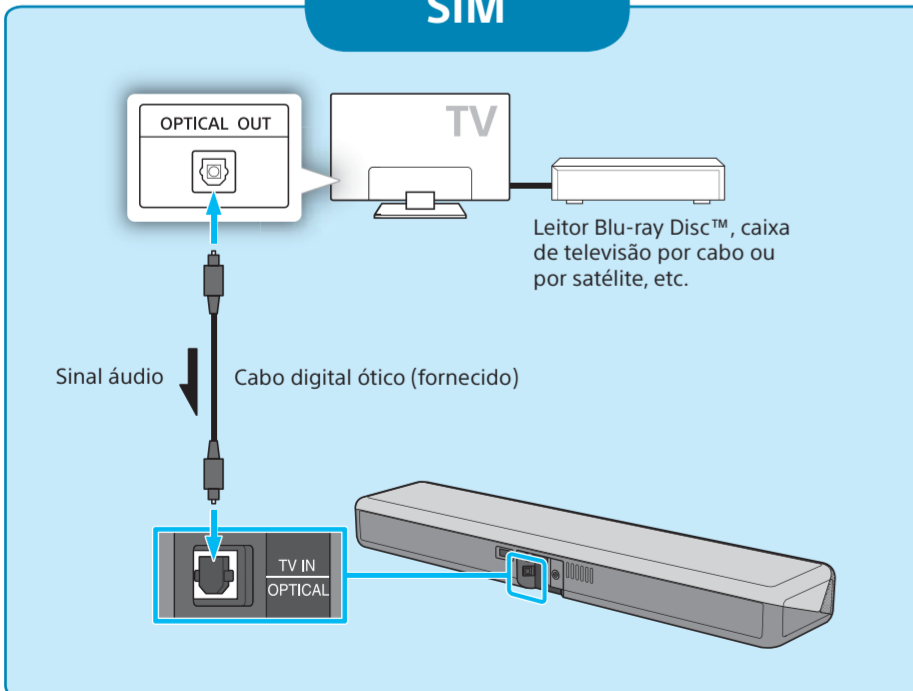 SIM
OPTICAL OUT
TV
Leitor Blu-ray Disc™, caixa
de televisão por cabo ou
por satélite, etc.
Sinal áudio
Cabo digital ótico (fornecido)
TV IN
OPTICAL